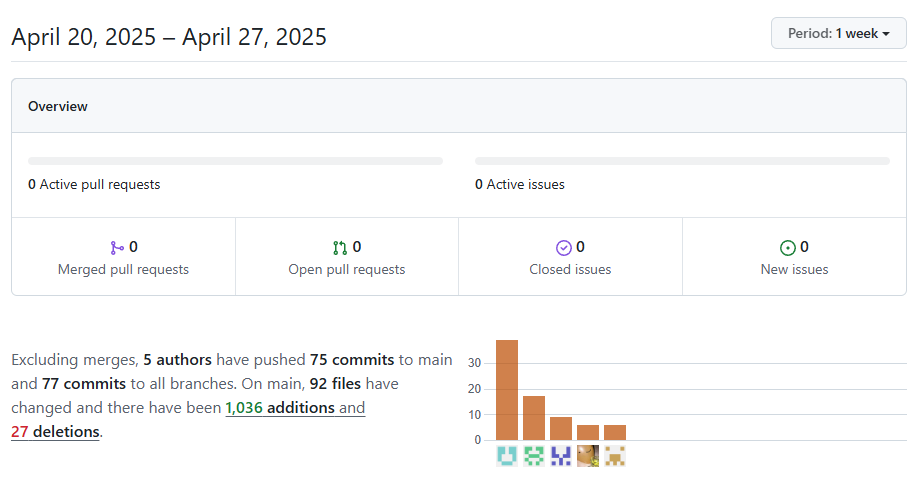 April 20, 2025 – April 27, 2025
Period: 1 week
Overview
0 Active pull requests
0 Active issues
0
Merged pull requests
0
Open pull requests
0
Closed issues
0
New issues
Excluding merges, 5 authors have pushed 75 commits to main
and 77 commits to all branches. On main, 92 files have
changed and there have been 1,036 additions and
27 deletions.
30
20
10
0